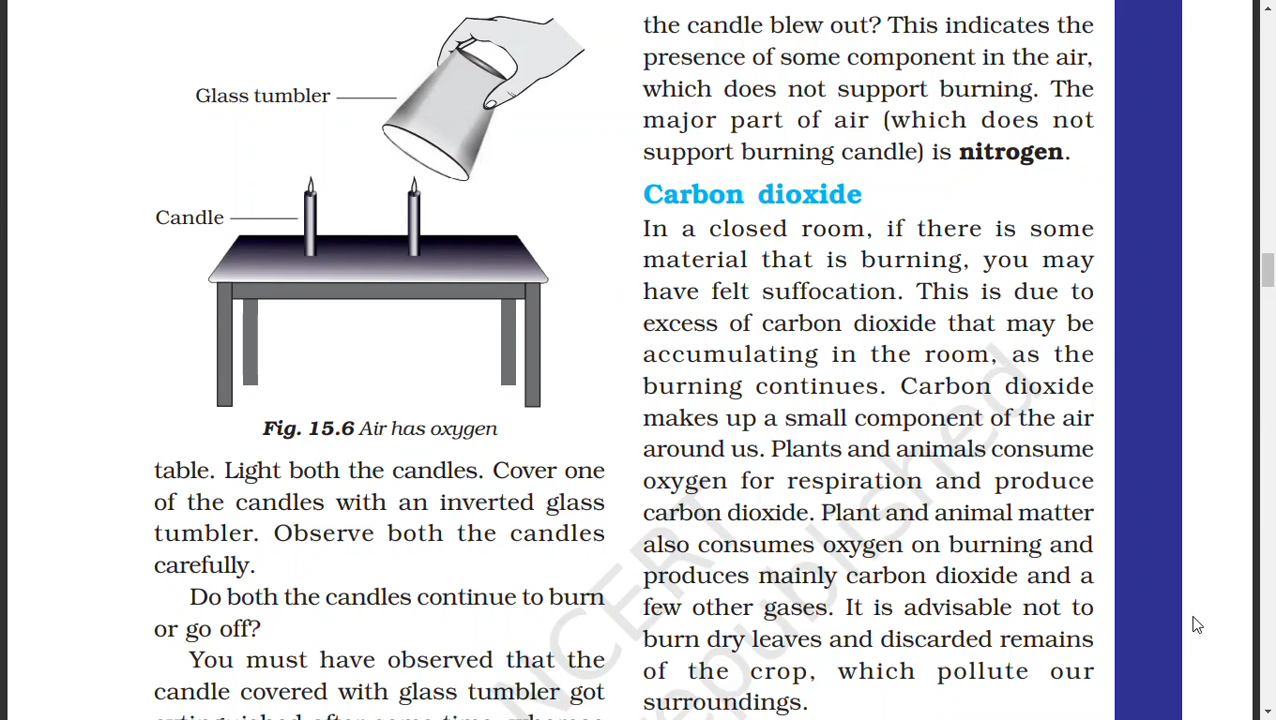 Glass tumbler
Candle
Fig. 15.6 Air has oxygen
table. Light both the candles. Cover one
of the candles with an inverted glass
tumbler. Observe both the candles
carefully.
Do both the candles continue to burn
or go off?
You must have observed that the
candle covered with glass tumbler got
extinguished after some time, whereas
the candle blew out? This indicates the
presence of some component in the air,
which does not support burning. The
major part of air (which does not
support burning candle) is nitrogen.
Carbon dioxide
In a closed room, if there is some
material that is burning, you may
have felt suffocation. This is due to
excess of carbon dioxide that may be
accumulating in the room, as the
burning continues. Carbon dioxide
makes up a small component of the air
around us. Plants and animals consume
oxygen for respiration and produce
carbon dioxide. Plant and animal matter
also consumes oxygen on burning and
produces mainly carbon dioxide and a
few other gases. It is advisable not to
burn dry leaves and discarded remains
of the crop, which pollute our
surroundings.
NCERT
republished